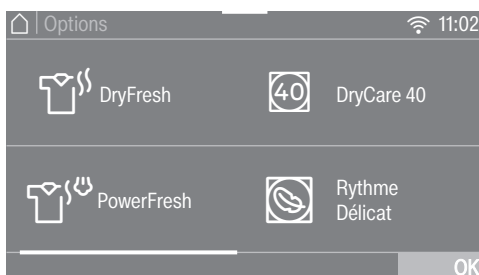 Options
11:02
DryFresh
40
DryCare 40
PowerFresh
Rythme
Délicat
OK